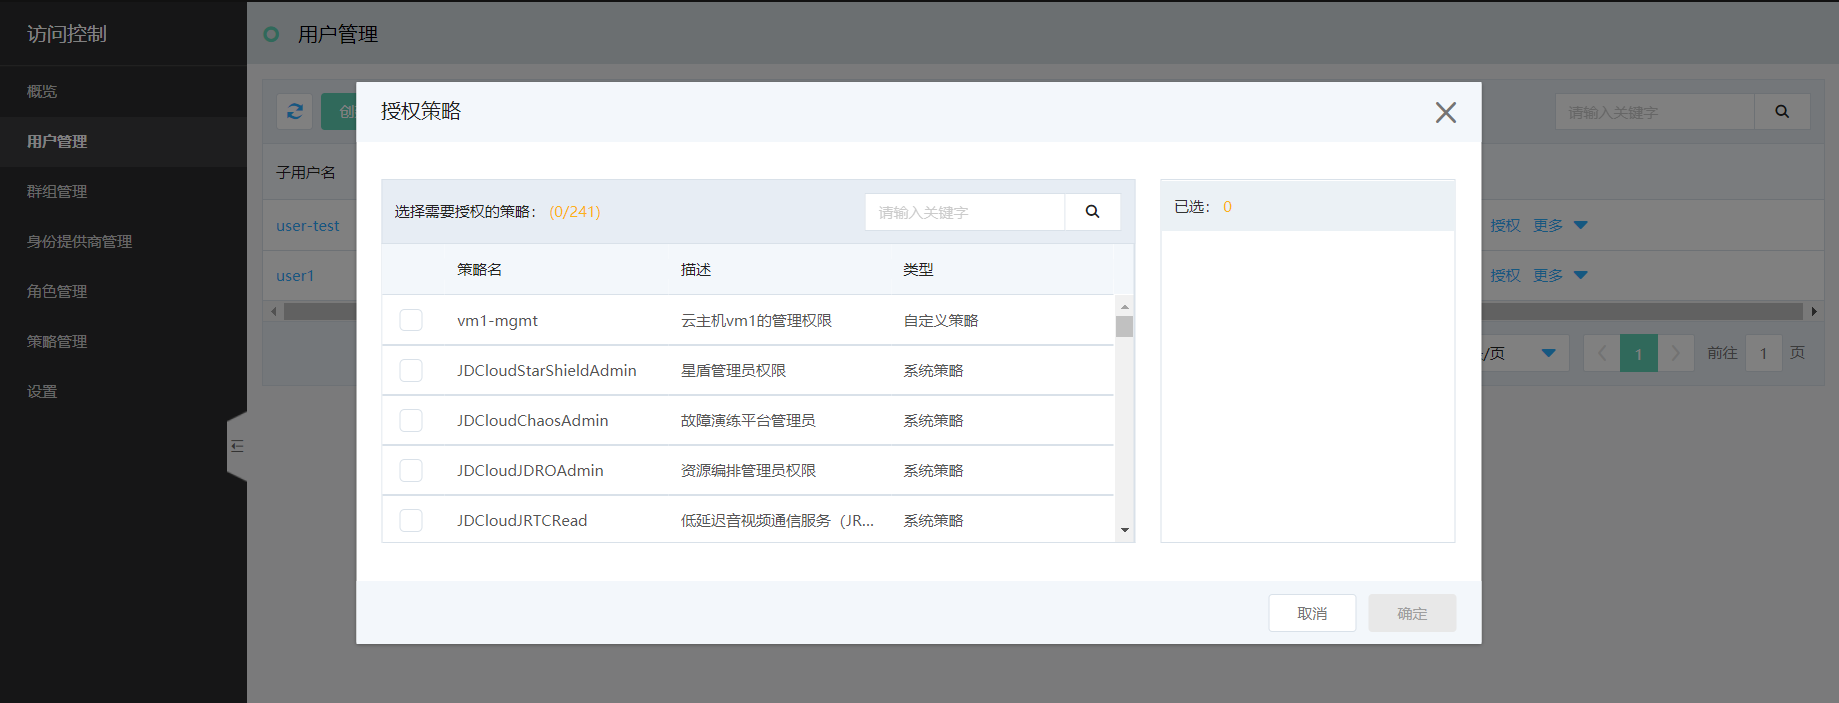 访问控制
概览
用户管理
群组管理
身份提供商管理
角色管理
策略管理
设置
用户管理
请输入关键字
子用户名
user-test
授权 更多
user1
授权 更多
/页
1
前往 1 页
授权策略
选择需要授权的策略： (0/241)
请输入关键字
策略名 描述 类型
vm1-mgmt 云主机vm1的管理权限 自定义策略
JDCloudStarShieldAdmin 星盾管理员权限 系统策略
JDCloudChaosAdmin 故障演练平台管理员 系统策略
JDCloudJDROAdmin 资源编排管理员权限 系统策略
JDCloudJRTCRead 低延迟音视频通信服务（JR... 系统策略
已选： 0
取消 确定